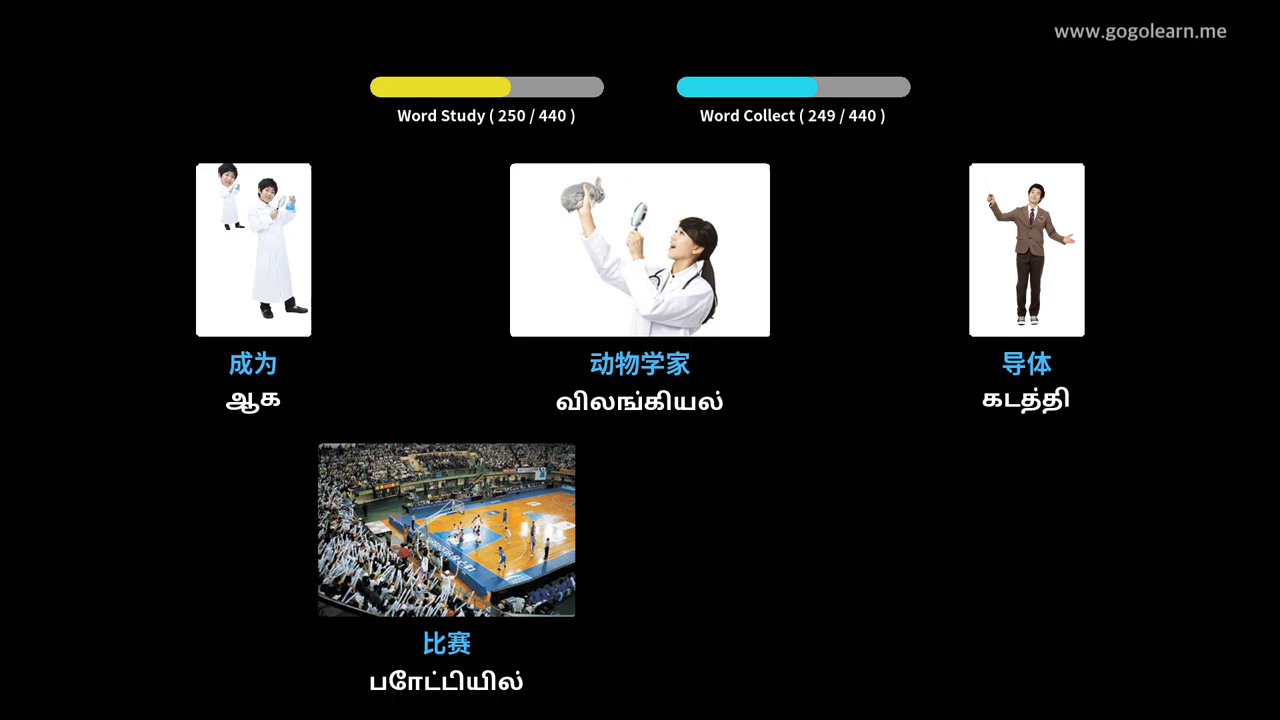 www.gogolearn.me
Word Study ( 250 / 440 )
Word Collect ( 249 / 440 )
成为
ஆக
动物学家
விலங்கியல்
导体
கடத்தி
比赛
பரோட்பியில்